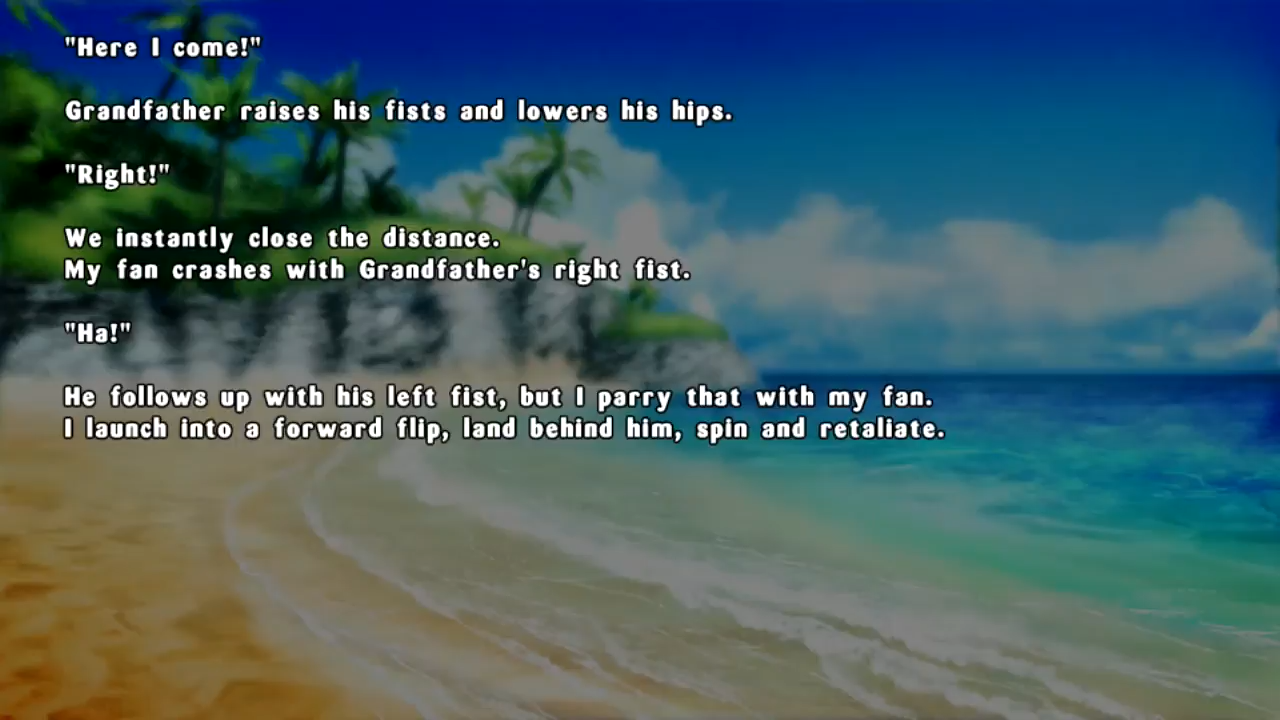 "Here I come!"
Grandfather raises his fists and lowers his hips.
"Right!"
We instantly close the distance.
My fan crashes with Grandfather's right fist.
"Ha!"
He follows up with his left fist, but I parry that with my fan.
I launch into a forward flip, land behind him, spin and retaliate.